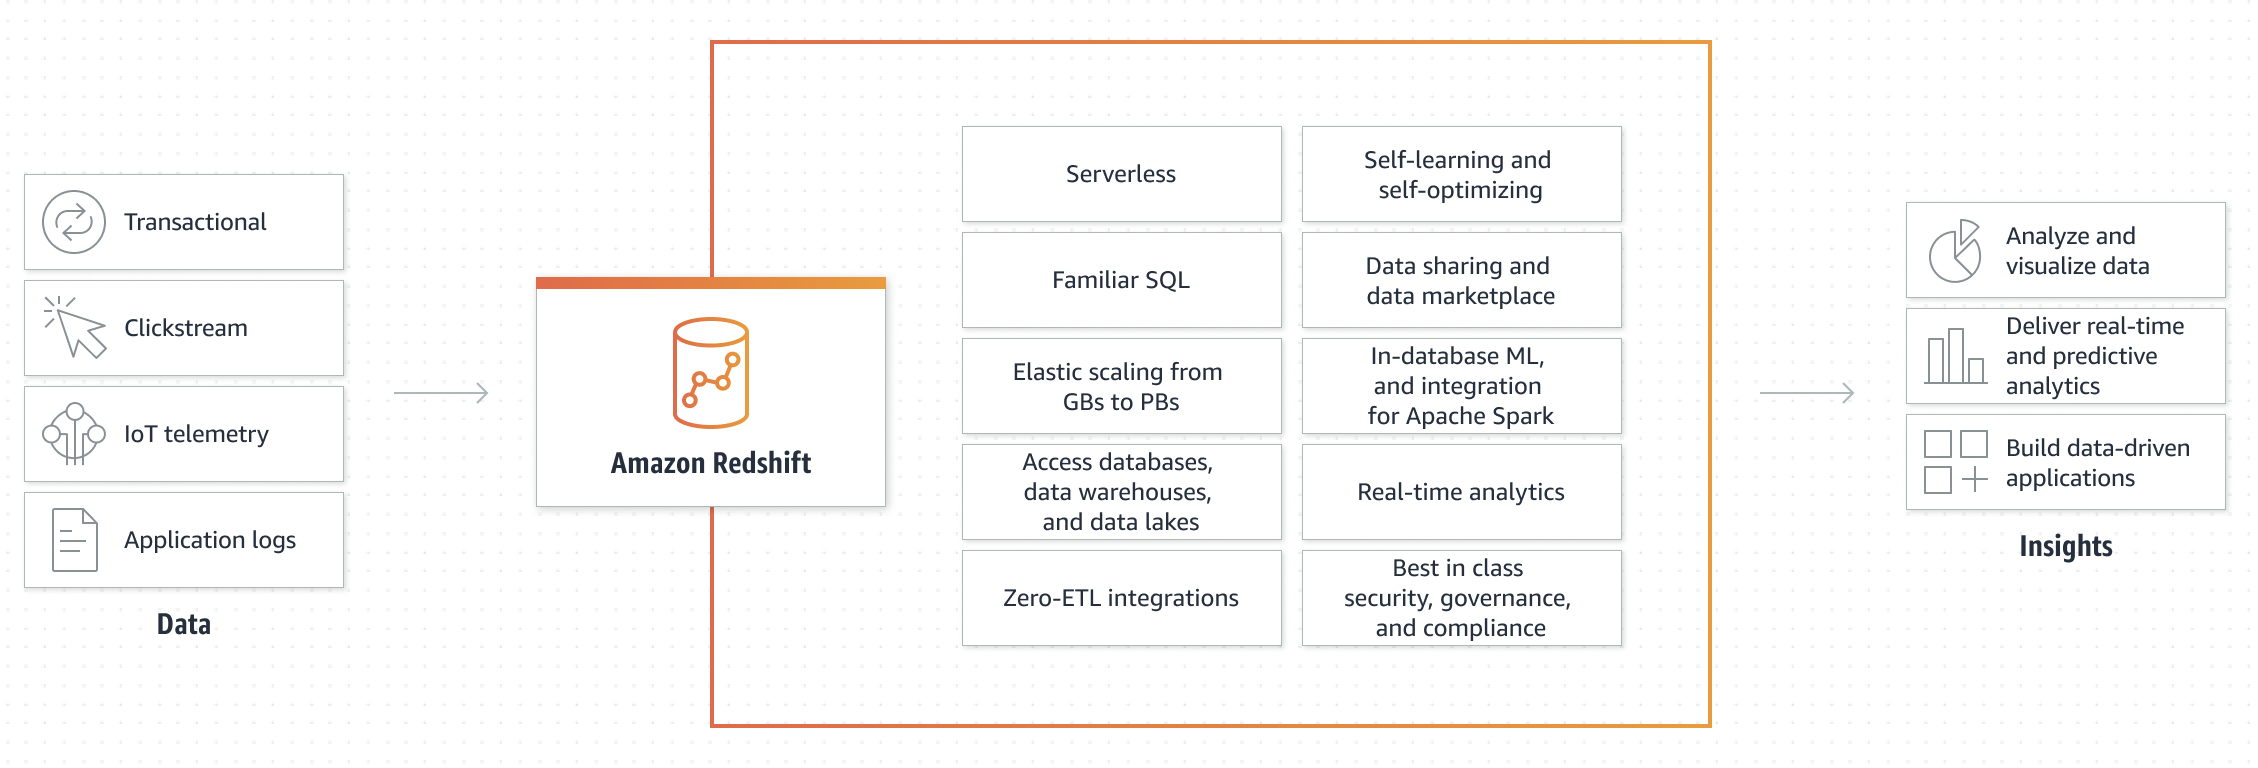 Transactional
Clickstream
IoT telemetry
Application logs
Data
Amazon Redshift
Serverless
Self-learning and
self-optimizing
Familiar SQL
Data sharing and
data marketplace
Elastic scaling from
GBs to PBs
In-database ML,
and integration
for Apache Spark
Access databases,
data warehouses,
and data lakes
Real-time analytics
Zero-ETL integrations
Best in class
security, governance,
and compliance
Analyze and
visualize data
Deliver real-time
and predictive
analytics
Build data-driven
applications
Insights